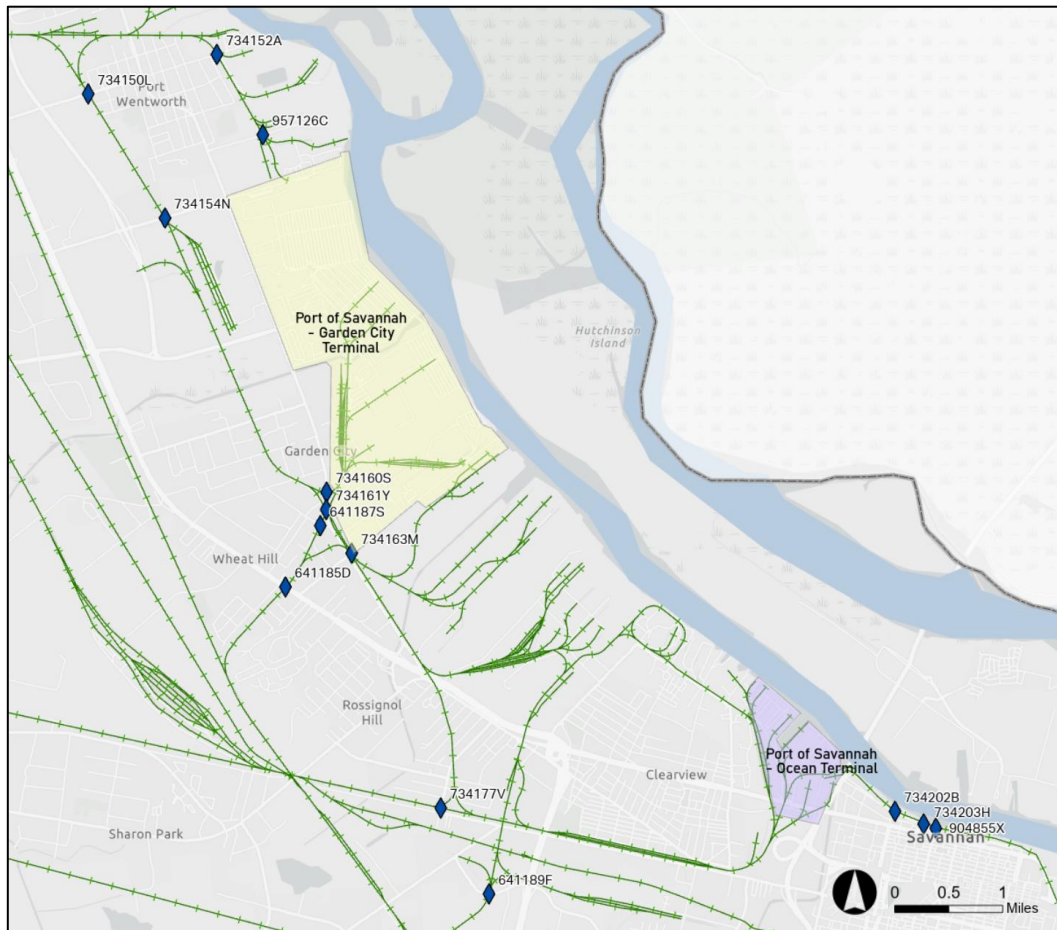 734152A
734150L
Port
Wentworth
957126C
734154N
Port of Savannah
- Garden City
Terminal
Hutchinson
Island
Garden City
734160S
734161Y
641187S
734163M
Wheat Hill
641185D
Rossignol
Hill
Port of Savannah
- Ocean Terminal
Clearview
734177V
734202B
734203H
904855X
Savannah
Sharon Park
641189F
0 0.5 1
Miles